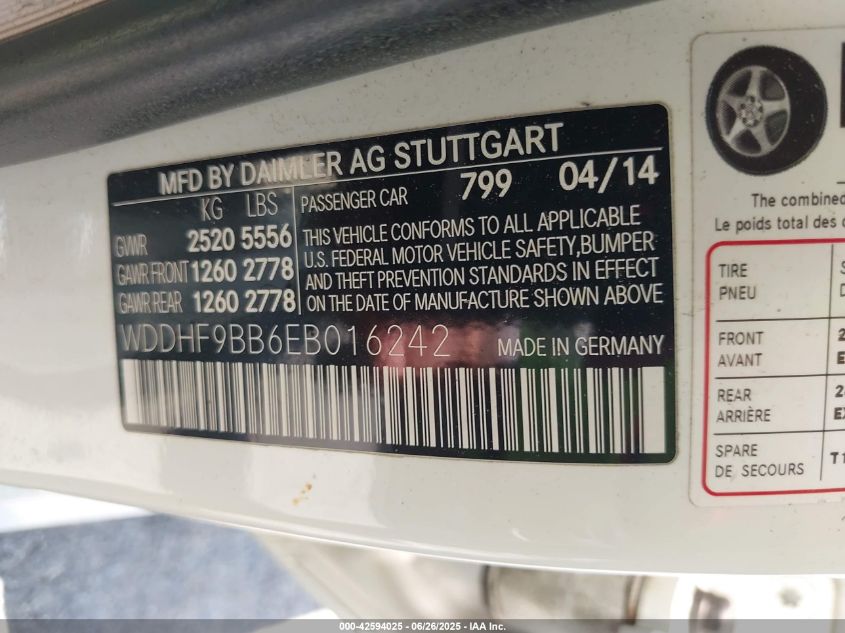 MFD BY DAIMLER AG STUTTGART
KG LBS
PASSENGER CAR 799 04/14
GVWR 2520 5556
GAWR FRONT 1260 2778
GAWR REAR 1260 2778
THIS VEHICLE CONFORMS TO ALL APPLICABLE
U.S. FEDERAL MOTOR VEHICLE SAFETY, BUMPER
AND THEFT PREVENTION STANDARDS IN EFFECT
ON THE DATE OF MANUFACTURE SHOWN ABOVE
WDDHF9BB6EB016242 MADE IN GERMANY
The combined
Le poids total des
TIRE
PNEU
FRONT
AVANT
REAR
ARRIÈRE
SPARE
DE SECOURS
000-42594025 - 06/26/2025 - IAA Inc.